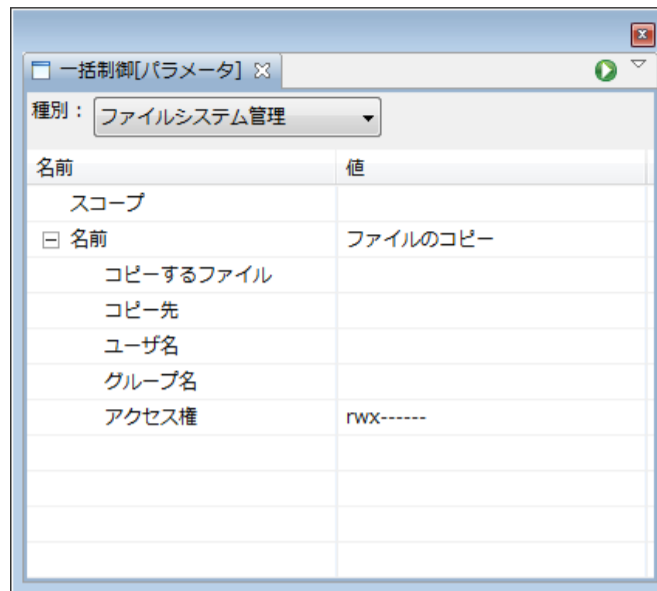 一括制御[パラメータ]
種別： ファイルシステム管理
名前 値
スコープ
名前 ファイルのコピー
コピーするファイル
コピー先
ユーザ名
グループ名
アクセス権 rwx------